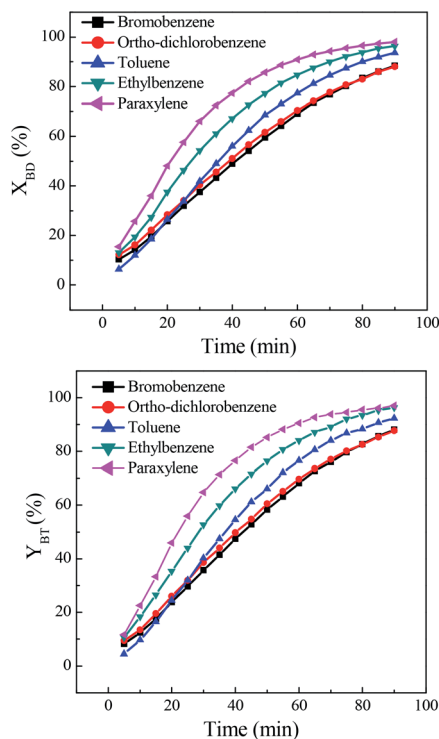 100
80
60
40
20
0
X_BD (%)
Bromobenzene
Ortho-dichlorobenzene
Toluene
Ethylbenzene
Paraxylene
0 20 40 60 80 100
Time (min)
100
80
60
40
20
0
Y_BT (%)
Bromobenzene
Ortho-dichlorobenzene
Toluene
Ethylbenzene
Paraxylene
0 20 40 60 80 100
Time (min)